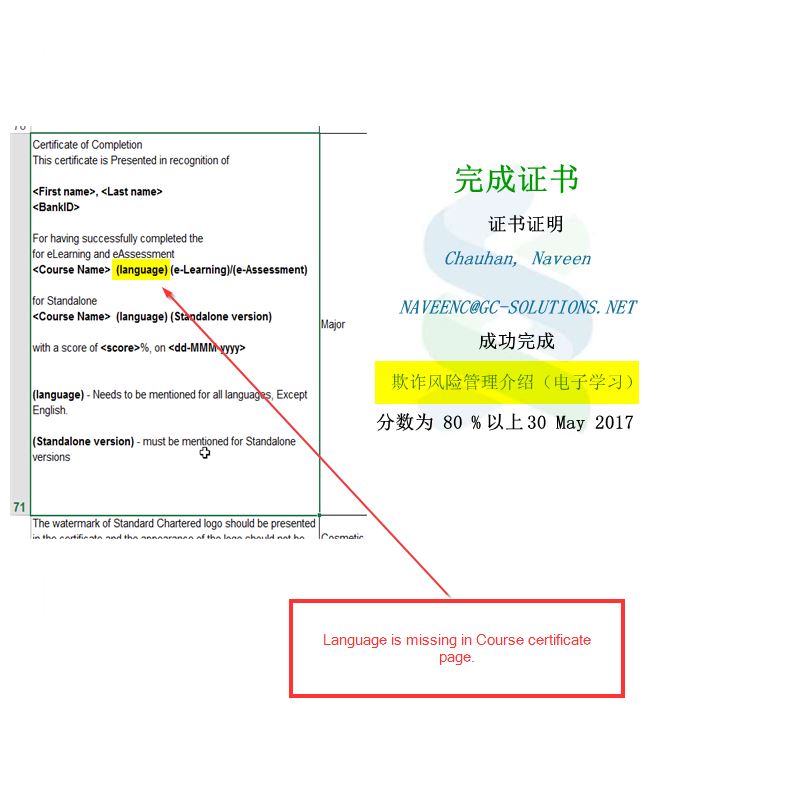 70
Certificate of Completion
This certificate is Presented in recognition of
<First name>, <Last name>
<BankID>
For having successfully completed the
for eLearning and eAssessment
<Course Name> (language) (e-Learning)/(e-Assessment)
for Standalone
<Course Name> (language) (Standalone version)
with a score of <score>%, on <dd-MMM-yyyy>
(language) - Needs to be mentioned for all languages, Except
English.
(Standalone version) - must be mentioned for Standalone
versions
Major
71
The watermark of Standard Chartered logo should be presented
in the certificate and the appearance of the logo should not be
Cosmetic
完成证书
证书证明
Chauhan, Naveen
NAVEENC@GC-SOLUTIONS.NET
成功完成
欺诈风险管理介绍（电子学习）
分数为 80 % 以上30 May 2017
Language is missing in Course certificate
page.